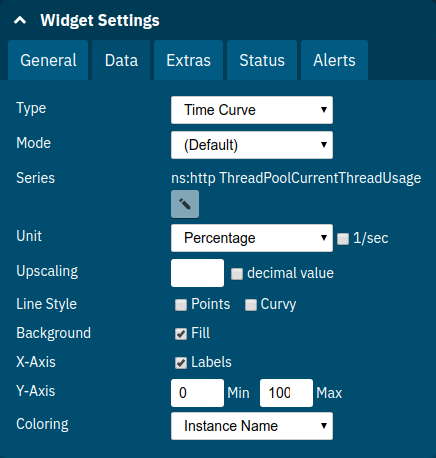 Widget Settings
General Data Extras Status Alerts
Type Time Curve
Mode (Default)
Series ns:http ThreadPoolCurrentThreadUsage
Unit Percentage 1/sec
Upscaling decimal value
Line Style Points Curvy
Background Fill
X-Axis Labels
Y-Axis 0 Min 100 Max
Coloring Instance Name